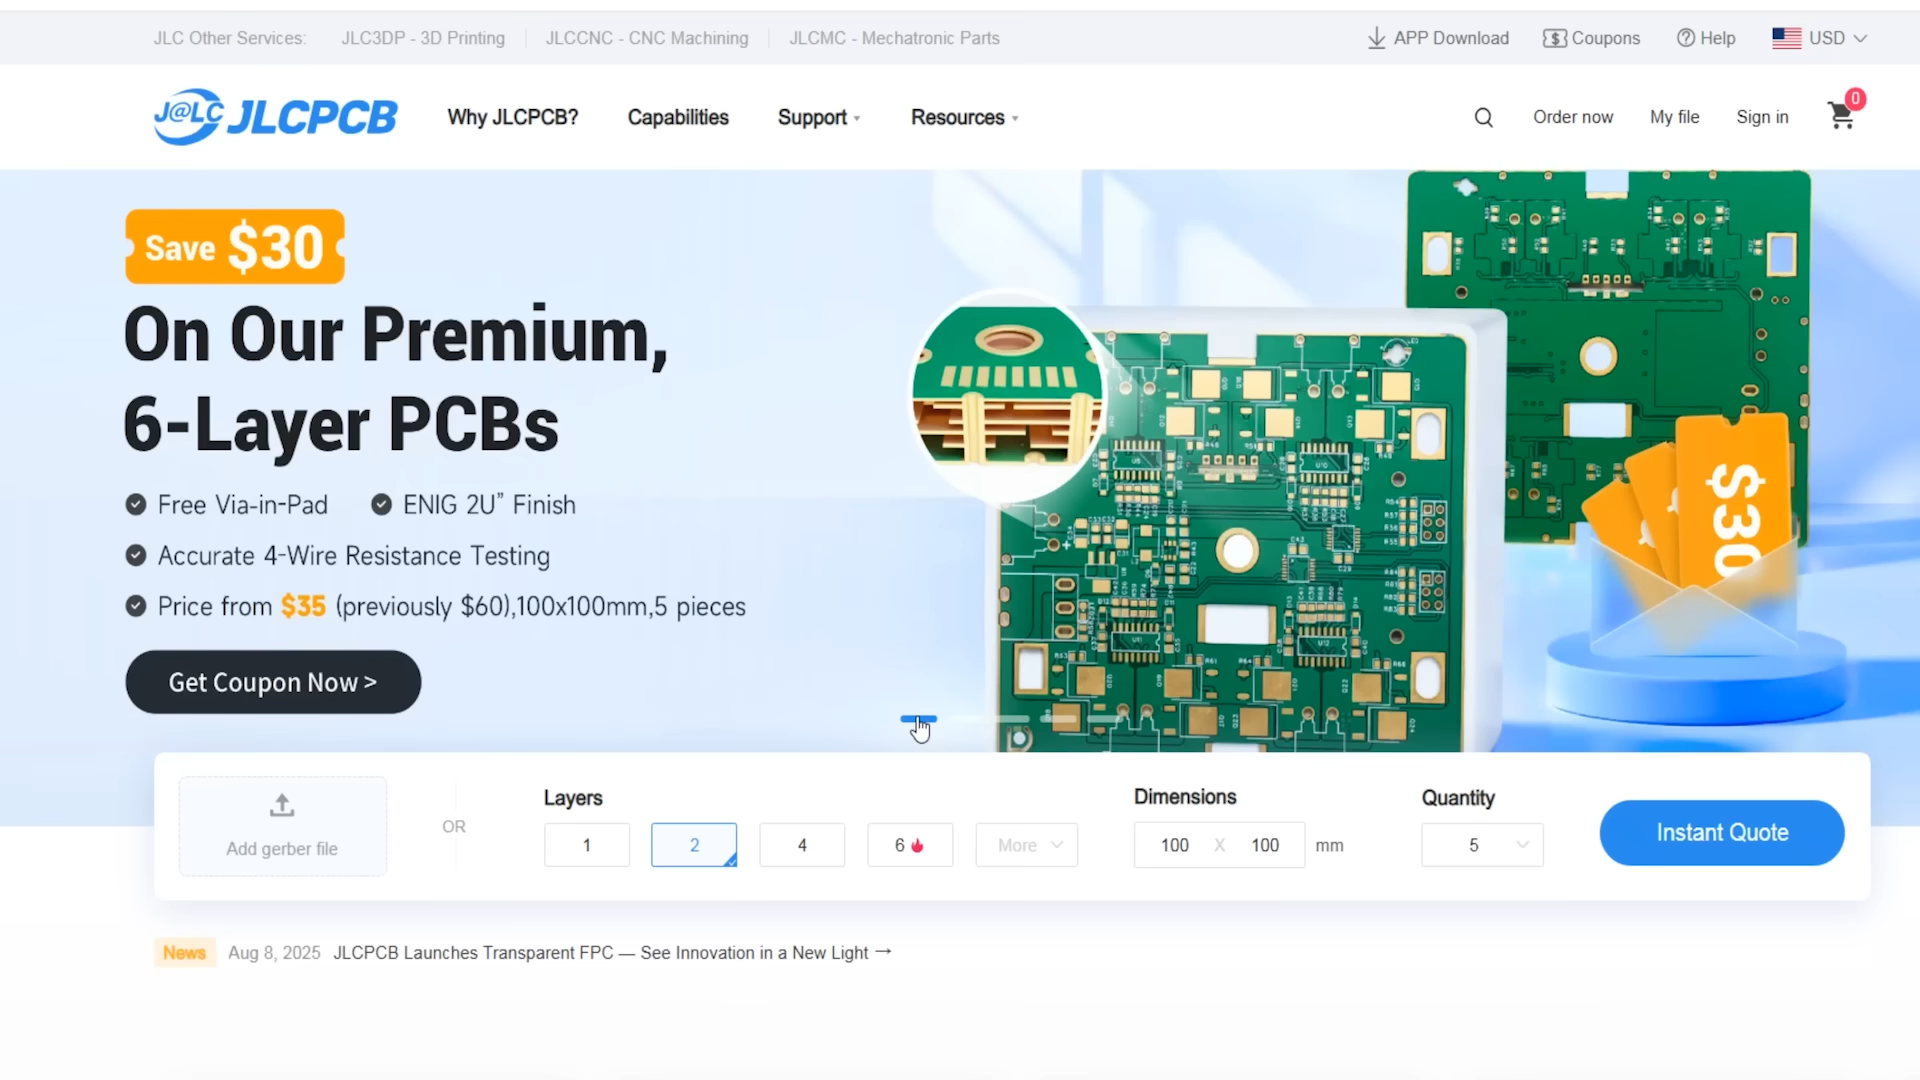 JLC Other Services: JLC3DP - 3D Printing JLCCNC - CNC Machining JLCMC - Mechatronic Parts APP Download Coupons Help USD
J@LC JLCPCB Why JLCPCB? Capabilities Support Resources Order now My file Sign in 0
Save $30
On Our Premium,
6-Layer PCBs
Free Via-in-Pad ENIG 2U” Finish
Accurate 4-Wire Resistance Testing
Price from $35 (previously $60),100x100mm,5 pieces
Get Coupon Now >
$30
Layers Dimensions Quantity
Add gerber file OR 1 2 4 6 More 100 X 100 mm 5 Instant Quote
News Aug 8, 2025 JLCPCB Launches Transparent FPC — See Innovation in a New Light →